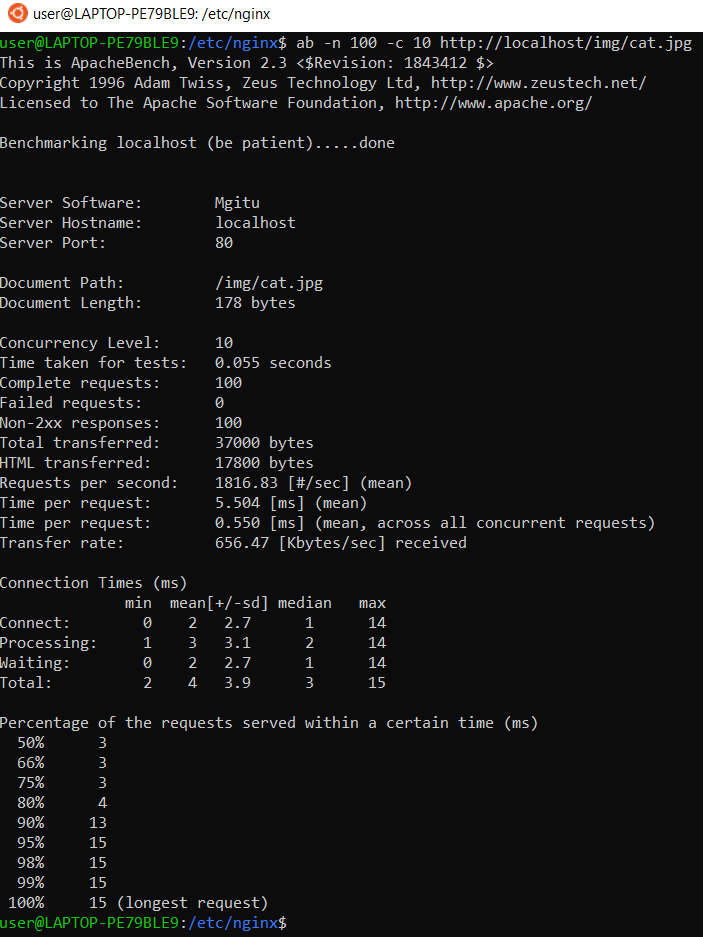 user@LAPTOP-PE79BLE9: /etc/nginx
user@LAPTOP-PE79BLE9:/etc/nginx$ ab -n 100 -c 10 http://localhost/img/cat.jpg
This is ApacheBench, Version 2.3 <$Revision: 1843412 $>
Copyright 1996 Adam Twiss, Zeus Technology Ltd, http://www.zeustech.net/
Licensed to The Apache Software Foundation, http://www.apache.org/

Benchmarking localhost (be patient).....done

Server Software:        Mgitu
Server Hostname:        localhost
Server Port:            80

Document Path:          /img/cat.jpg
Document Length:        178 bytes

Concurrency Level:      10
Time taken for tests:   0.055 seconds
Complete requests:      100
Failed requests:        0
Non-2xx responses:      100
Total transferred:      37000 bytes
HTML transferred:       17800 bytes
Requests per second:    1816.83 [#/sec] (mean)
Time per request:       5.504 [ms] (mean)
Time per request:       0.550 [ms] (mean, across all concurrent requests)
Transfer rate:          656.47 [Kbytes/sec] received

Connection Times (ms)
              min  mean[+/-sd] median   max
Connect:        0    2   2.7      1      14
Processing:     1    3   3.1      2      14
Waiting:        0    2   2.7      1      14
Total:          2    4   3.9      3      15

Percentage of the requests served within a certain time (ms)
  50%      3
  66%      3
  75%      3
  80%      4
  90%     13
  95%     15
  98%     15
  99%     15
 100%     15 (longest request)
user@LAPTOP-PE79BLE9:/etc/nginx$